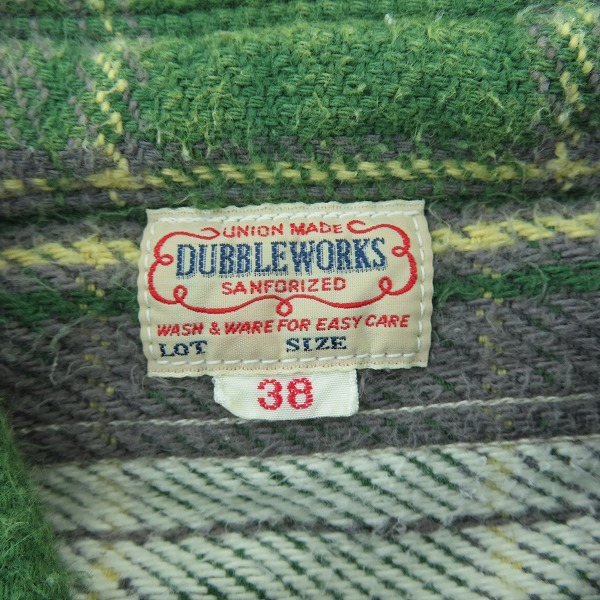 UNION MADE
DUBBLEWORKS
SANFORIZED
WASH & WARE FOR EASY CARE
LOT SIZE
38